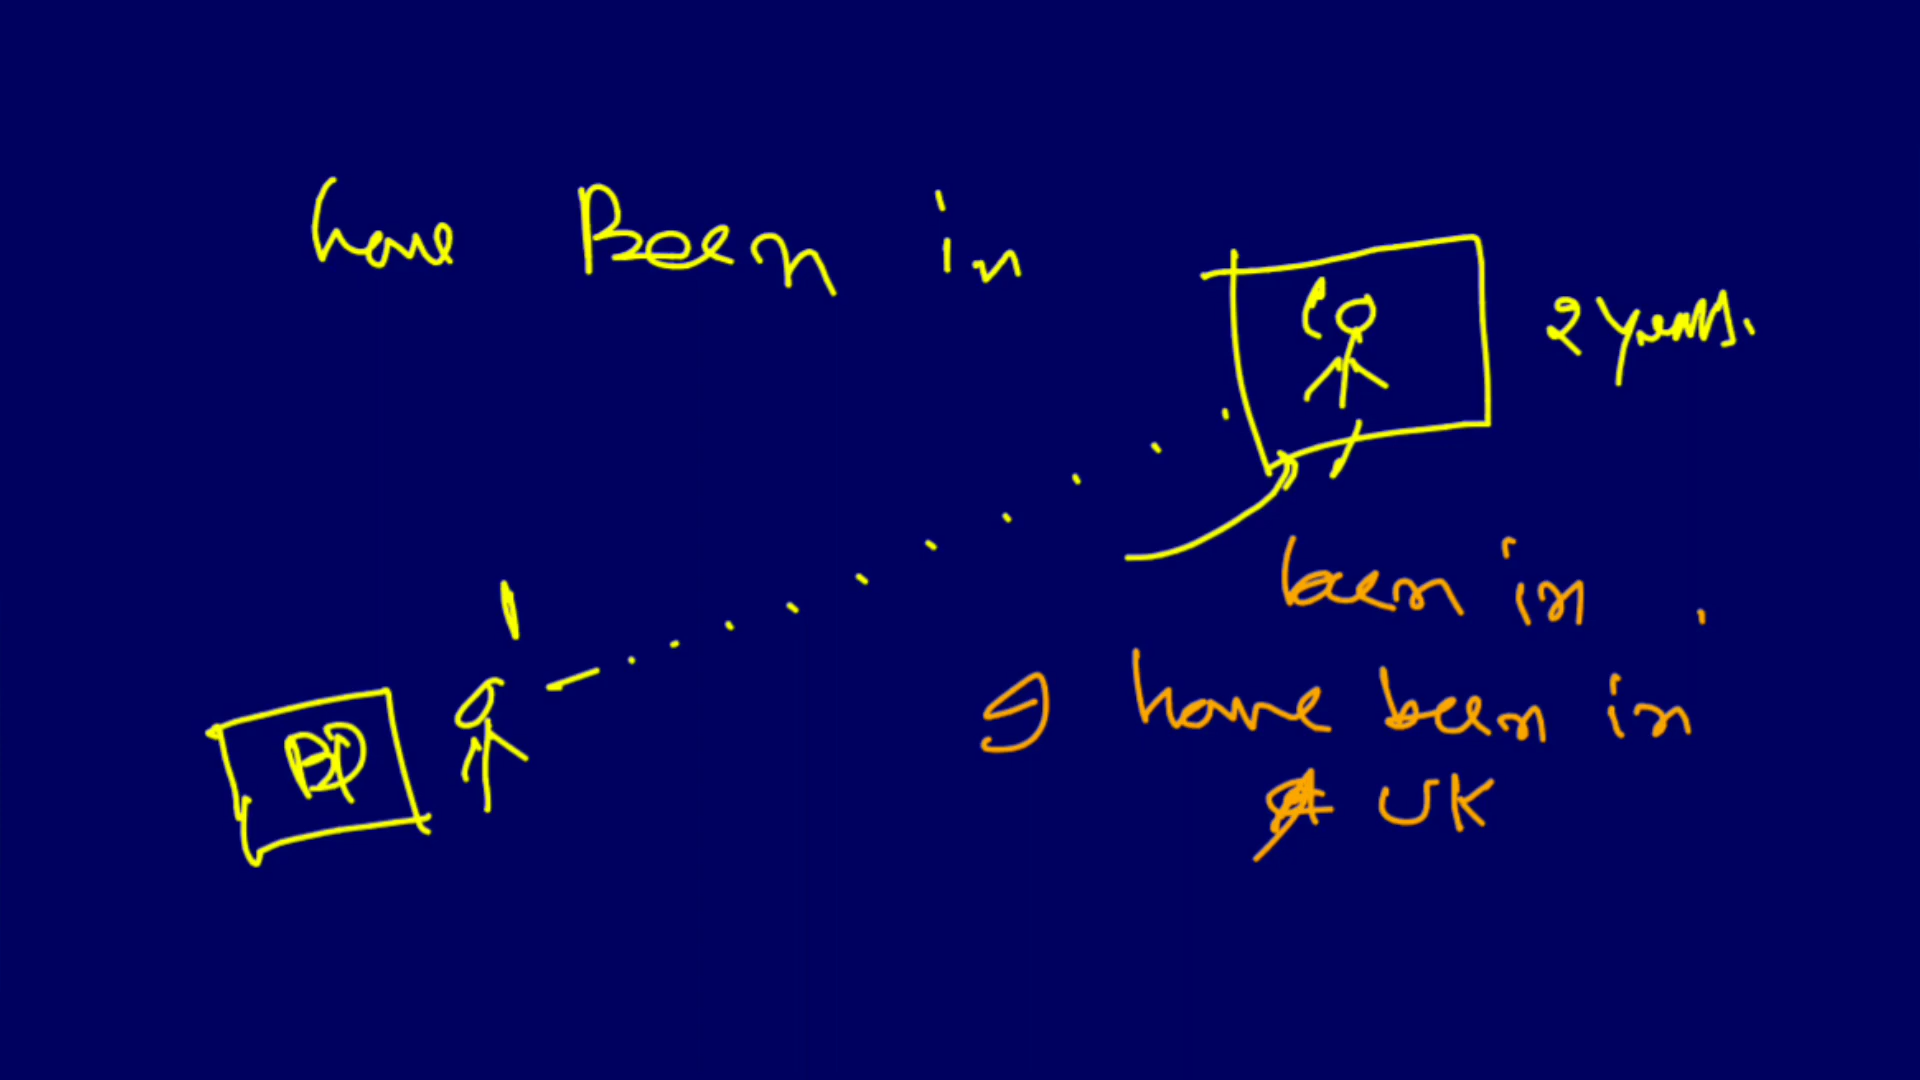 have Been in
2 years.
been in
I have been in
UK